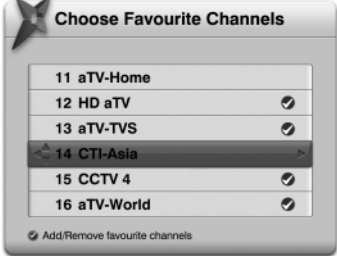 Choose Favourite Channels
11 aTV-Home
12 HD aTV
13 aTV-TVS
14 CTI-Asia
15 CCTV 4
16 aTV-World
Add/Remove favourite channels